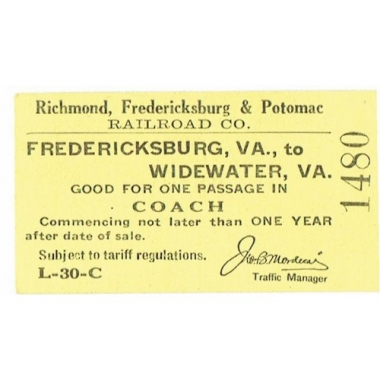 Richmond, Fredericksburg & Potomac
RAILROAD CO.
FREDERICKSBURG, VA., to
WIDEWATER, VA.
GOOD FOR ONE PASSAGE IN
COACH
Commencing not later than ONE YEAR
after date of sale.
Subject to tariff regulations.
L-30-C
Traffic Manager
1480